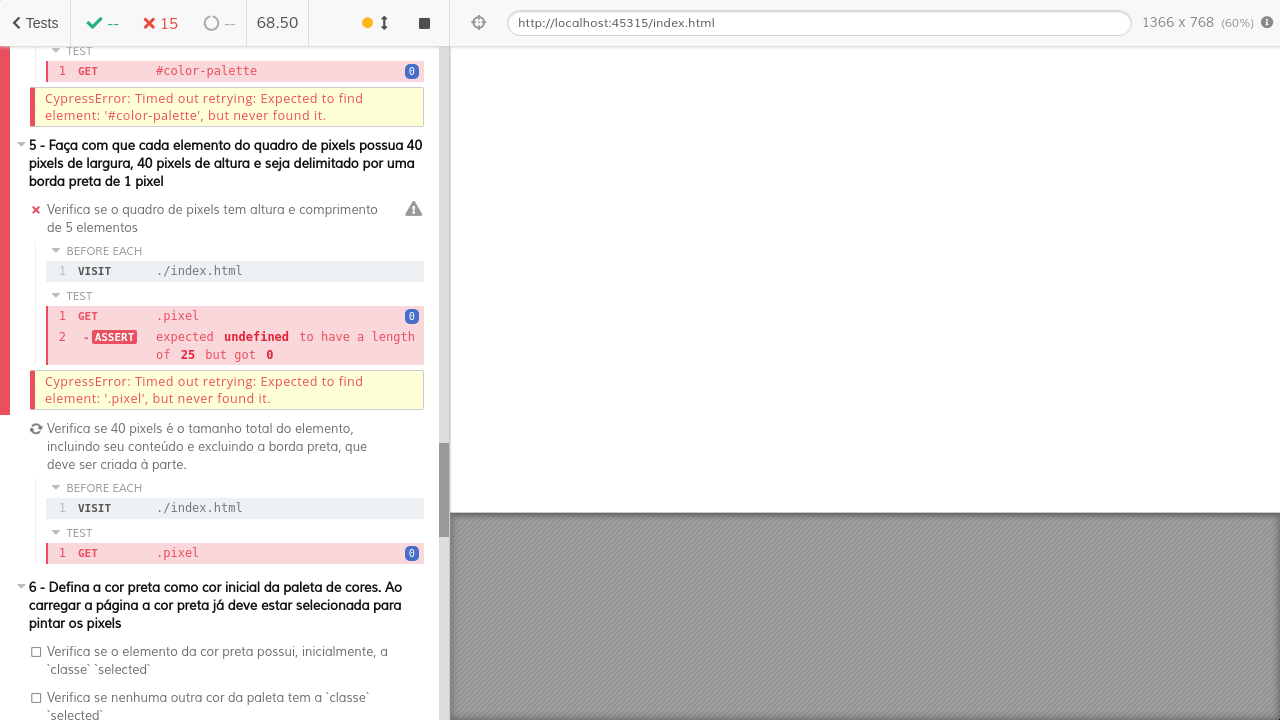 Tests
--
15
--
68.50
http://localhost:45315/index.html
1366 x 768 (60%)
TEST
1 GET #color-palette 0
CypressError: Timed out retrying: Expected to find
element: '#color-palette', but never found it.
5 - Faça com que cada elemento do quadro de pixels possua 40
pixels de largura, 40 pixels de altura e seja delimitado por uma
borda preta de 1 pixel
Verifica se o quadro de pixels tem altura e comprimento
de 5 elementos
BEFORE EACH
1 VISIT ./index.html
TEST
1 GET .pixel 0
2 -ASSERT expected undefined to have a length
of 25 but got 0
CypressError: Timed out retrying: Expected to find
element: '.pixel', but never found it.
Verifica se 40 pixels é o tamanho total do elemento,
incluindo seu conteúdo e excluindo a borda preta, que
deve ser criada à parte.
BEFORE EACH
1 VISIT ./index.html
TEST
1 GET .pixel 0
6 - Defina a cor preta como cor inicial da paleta de cores. Ao
carregar a página a cor preta já deve estar selecionada para
pintar os pixels
Verifica se o elemento da cor preta possui, inicialmente, a
`classe` `selected`
Verifica se nenhuma outra cor da paleta tem a `classe`
`selected`